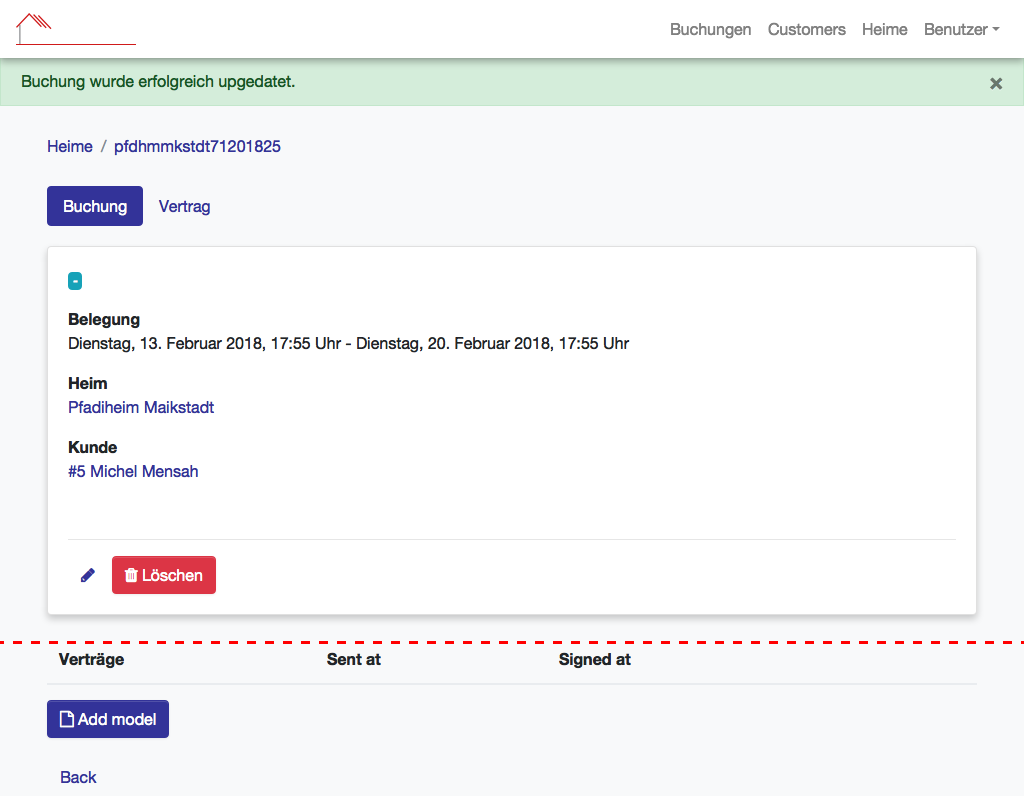 Buchungen Customers Heime Benutzer
Buchung wurde erfolgreich upgedatet. ×
Heime / pfdhmmkstdt71201825
Buchung Vertrag
-
Belegung
Dienstag, 13. Februar 2018, 17:55 Uhr - Dienstag, 20. Februar 2018, 17:55 Uhr
Heim
Pfadiheim Maikstadt
Kunde
#5 Michel Mensah
Löschen
Verträge Sent at Signed at
Add model
Back